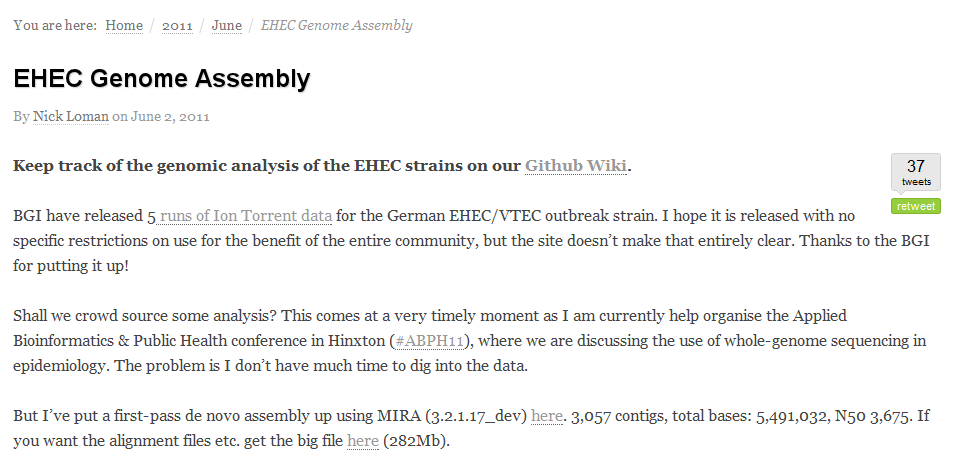 You are here: Home / 2011 / June / EHEC Genome Assembly
EHEC Genome Assembly
By Nick Loman on June 2, 2011
Keep track of the genomic analysis of the EHEC strains on our Github Wiki.
37
tweets
retweet
BGI have released 5 runs of Ion Torrent data for the German EHEC/VTEC outbreak strain. I hope it is released with no
specific restrictions on use for the benefit of the entire community, but the site doesn't make that entirely clear. Thanks to the BGI
for putting it up!
Shall we crowd source some analysis? This comes at a very timely moment as I am currently help organise the Applied
Bioinformatics & Public Health conference in Hinxton (#ABPH11), where we are discussing the use of whole-genome sequencing in
epidemiology. The problem is I don't have much time to dig into the data.
But I've put a first-pass de novo assembly up using MIRA (3.2.1.17_dev) here. 3,057 contigs, total bases: 5,491,032, N50 3,675. If
you want the alignment files etc. get the big file here (282Mb).